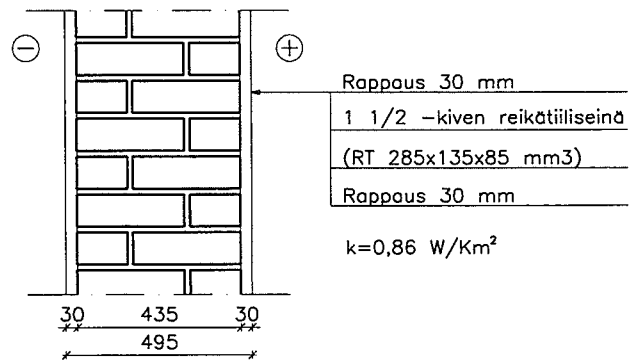 − +
Rappaus 30 mm
1 1/2 -kiven reikätiiliseinä
(RT 285x135x85 mm3)
Rappaus 30 mm
k=0,86 W/Km²
30 435 30
495